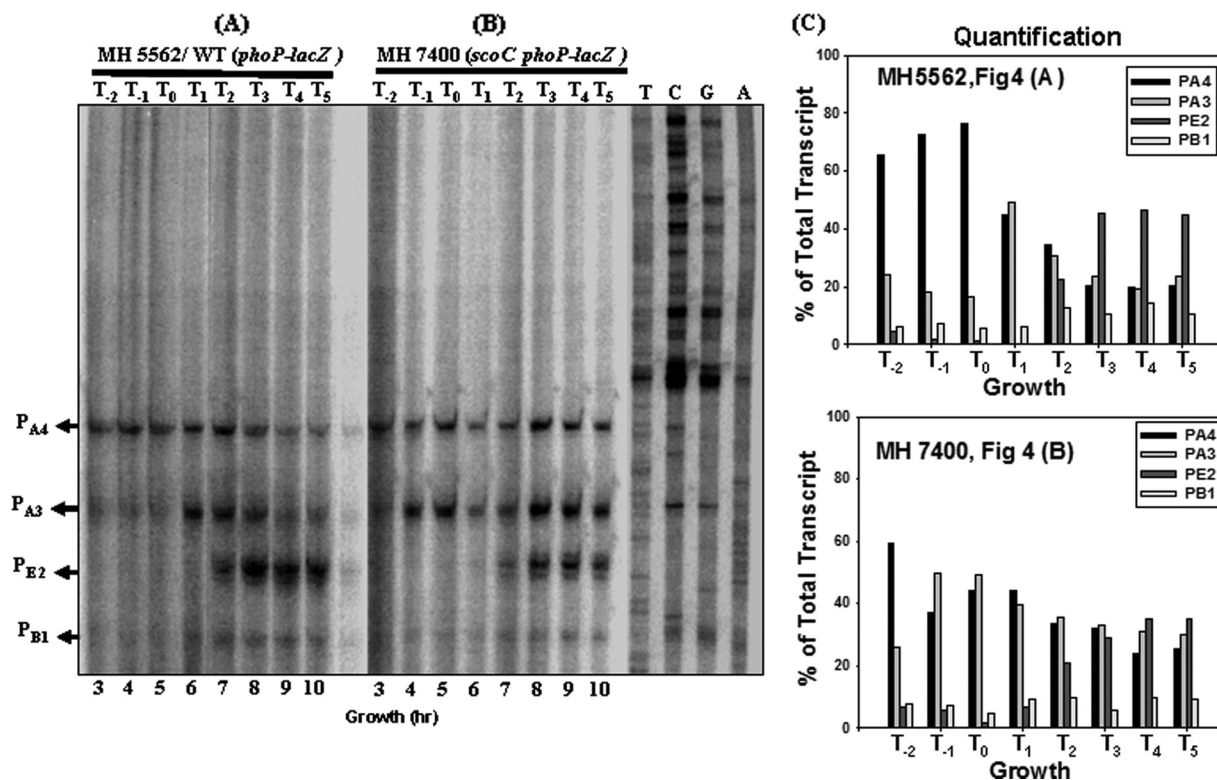 (A)
MH 5562/ WT (phoP-lacZ )
T-2 T-1 T0 T1 T2 T3 T4 T5
(B)
MH 7400 (scoC phoP-lacZ )
T-2 T-1 T0 T1 T2 T3 T4 T5
T C G A
PA4
PA3
PE2
PB1
3 4 5 6 7 8 9 10
3 4 5 6 7 8 9 10
Growth (hr)
(C)
Quantification
MH5562,Fig4 (A)
PA4
PA3
PE2
PB1
% of Total Transcript
100
80
60
40
20
0
T-2 T-1 T0 T1 T2 T3 T4 T5
Growth
MH 7400, Fig 4 (B)
PA4
PA3
PE2
PB1
% of Total Transcript
100
80
60
40
20
0
T-2 T-1 T0 T1 T2 T3 T4 T5
Growth